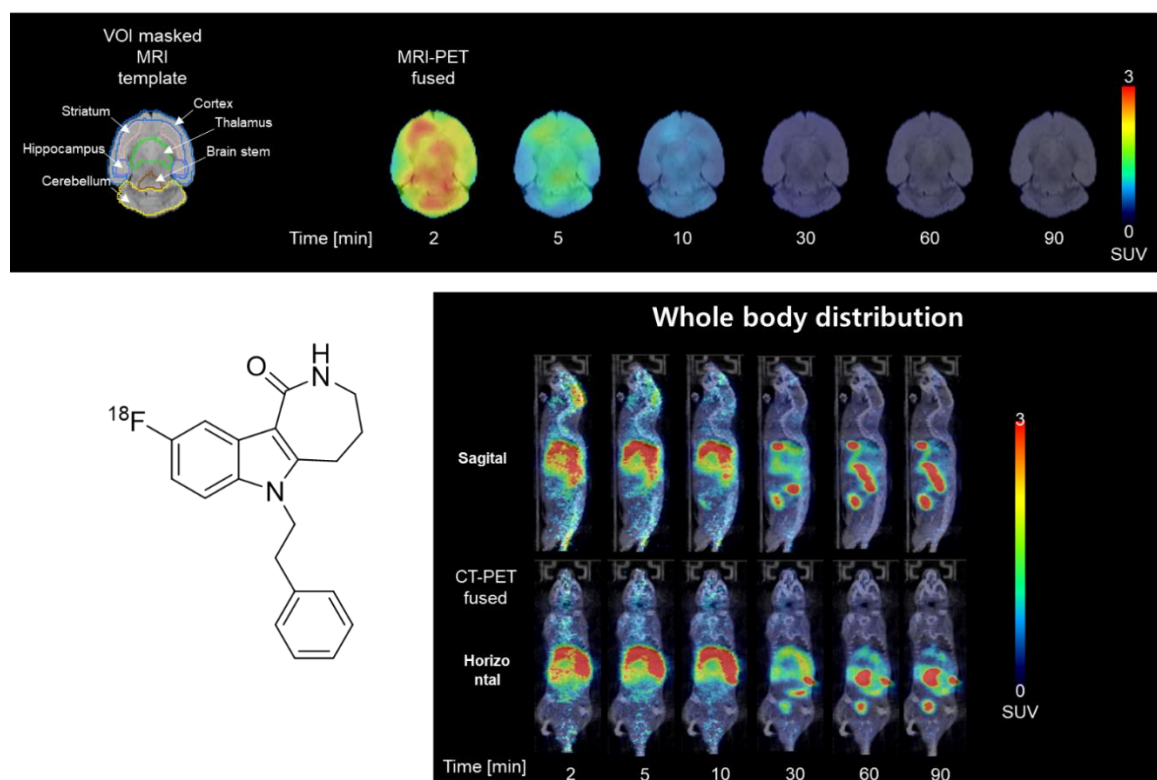 VOI masked
MRI
template
MRI-PET
fused
3
Striatum
Cortex
Thalamus
Hippocampus
Brain stem
Cerebellum
Time [min] 2 5 10 30 60 90
0
SUV
Whole body distribution
O
H
N
18F
N
Sagital
3
CT-PET
fused
Horizo
ntal
0
SUV
Time [min] 2 5 10 30 60 90